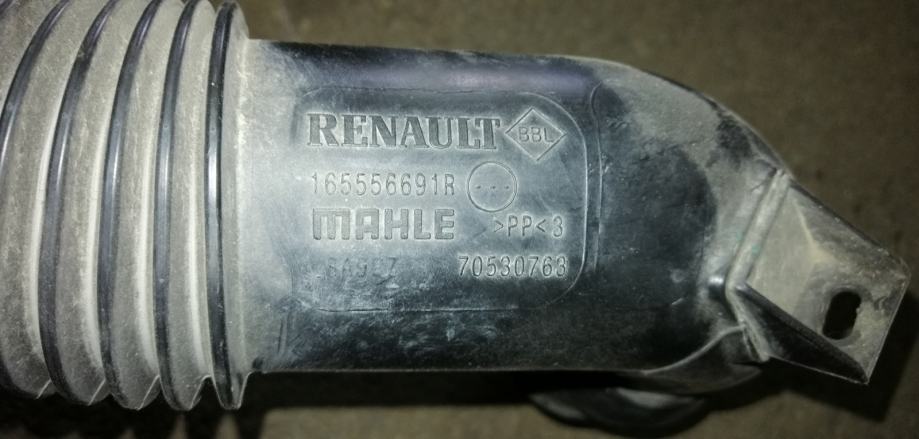 RENAULT BBL
165556691R
MAHLE >PP<3
70530763